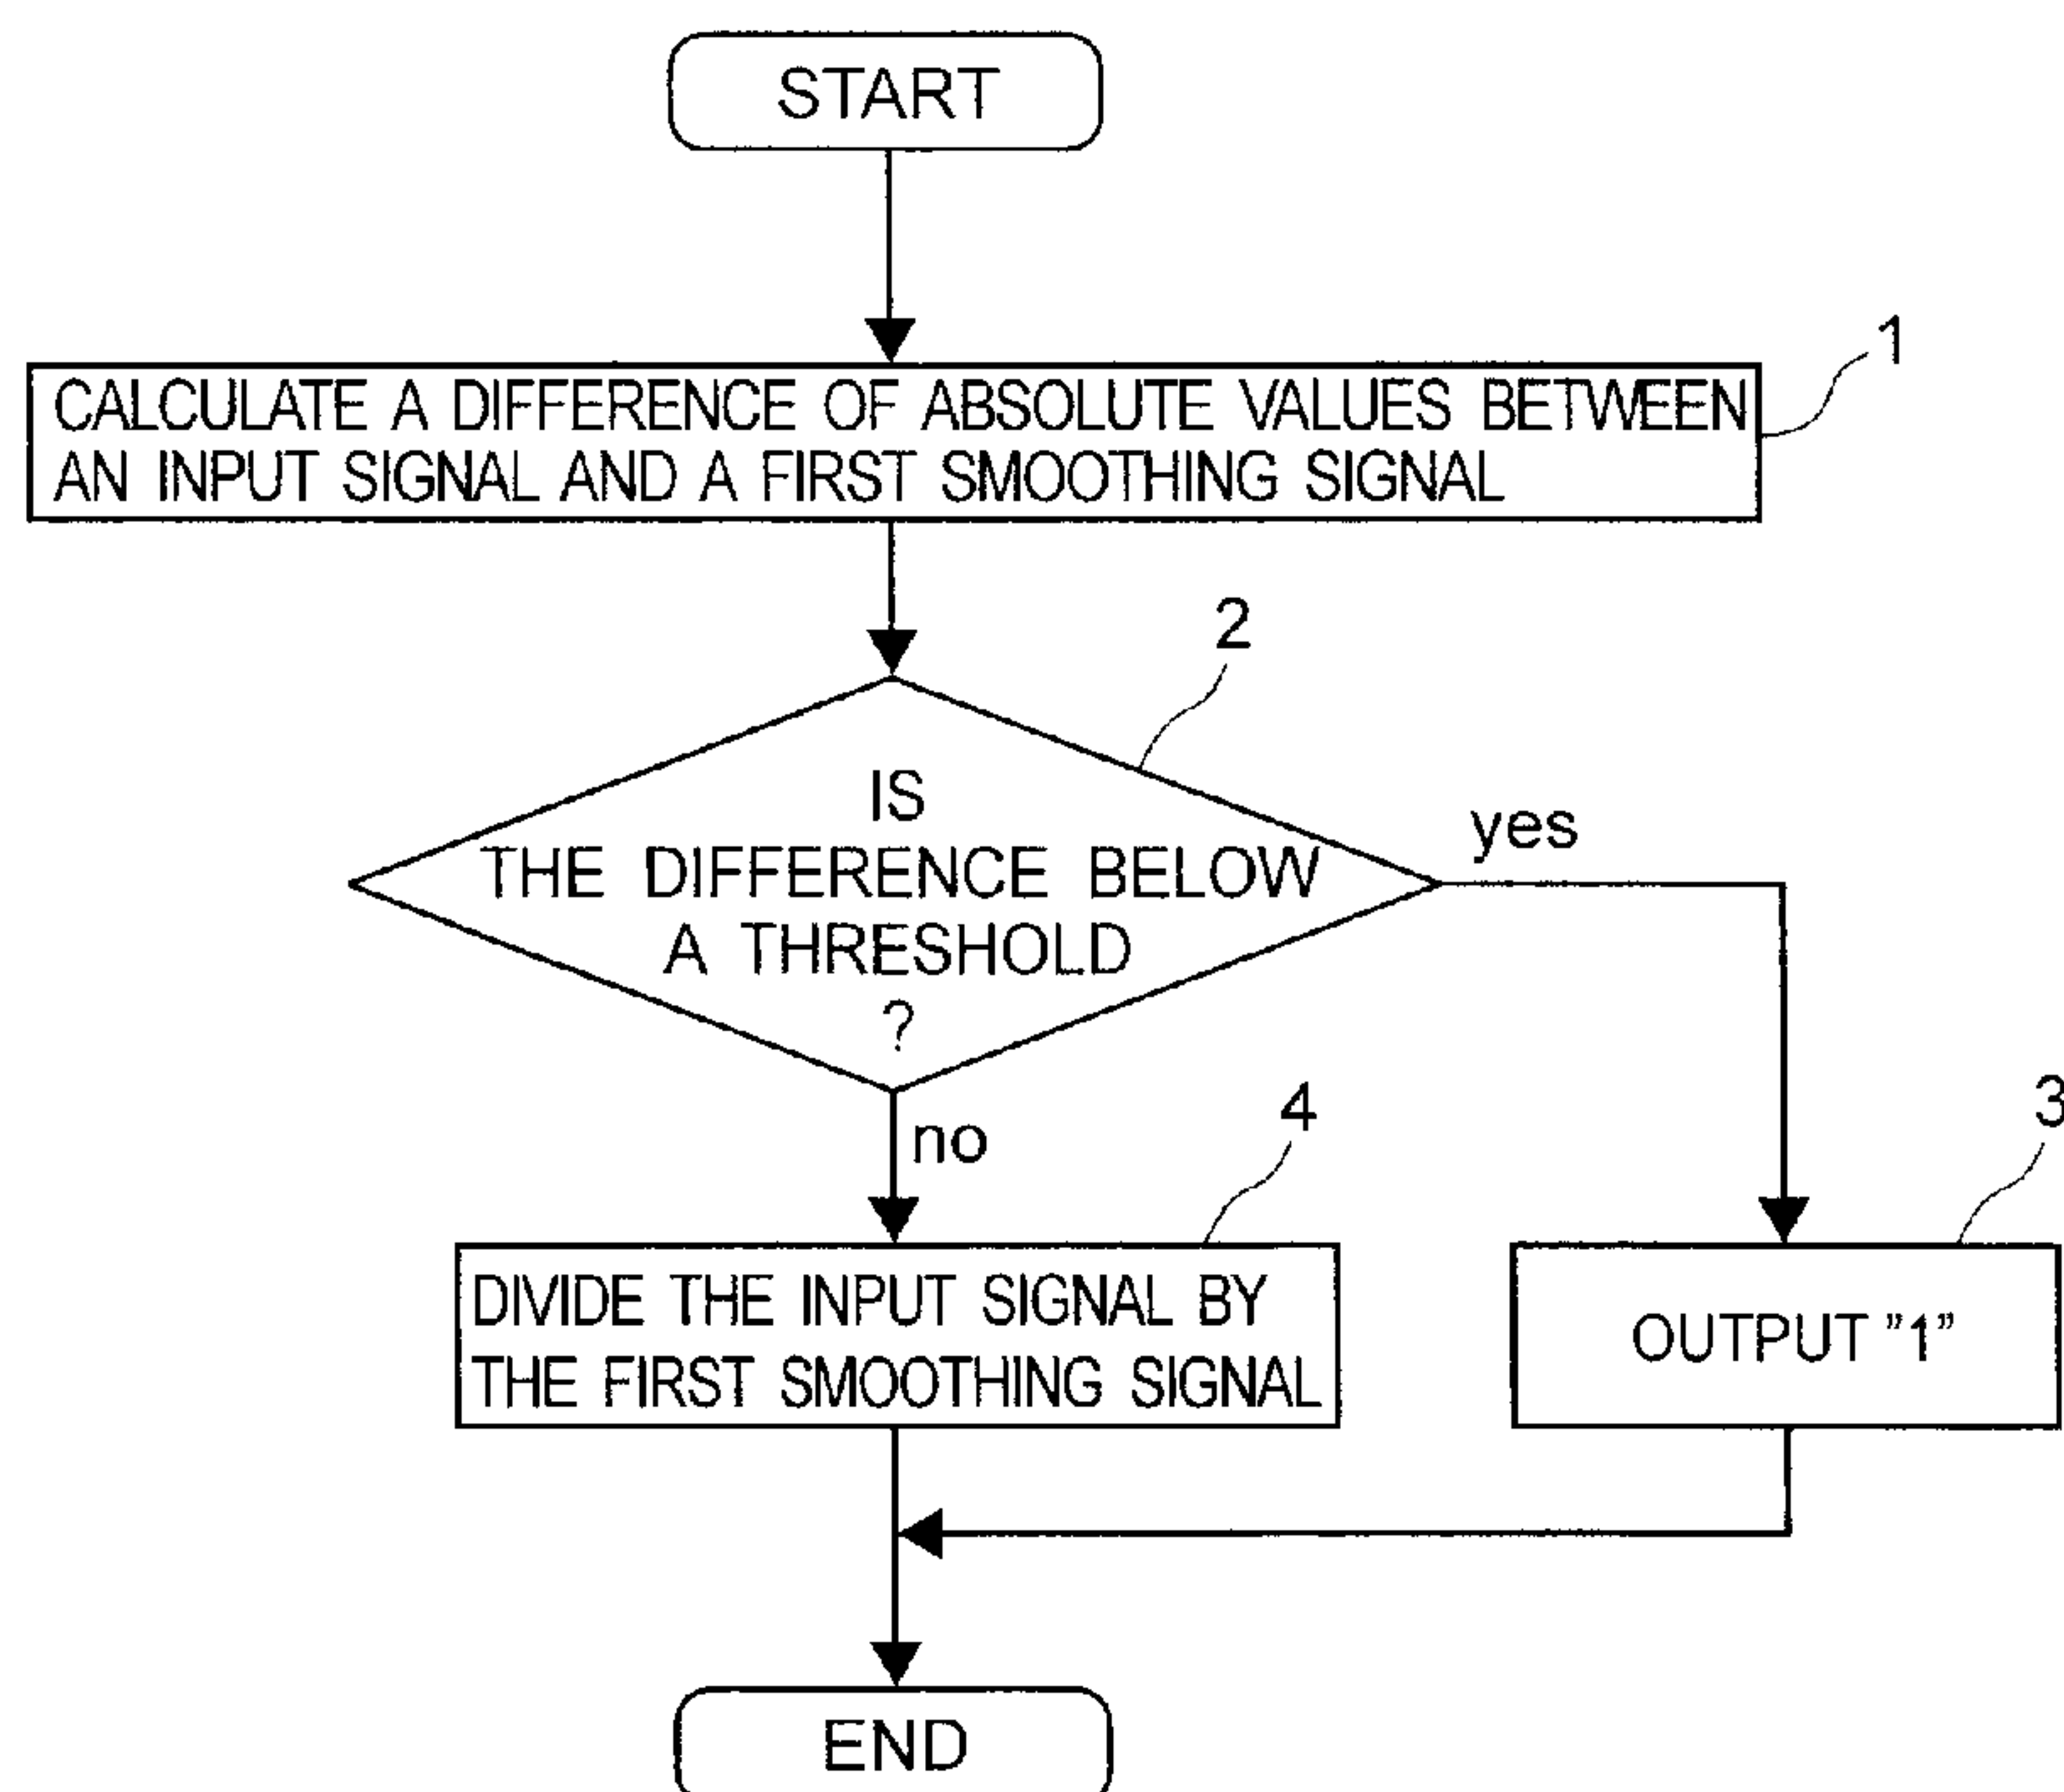 START
1
CALCULATE A DIFFERENCE OF ABSOLUTE VALUES BETWEEN
AN INPUT SIGNAL AND A FIRST SMOOTHING SIGNAL
2
IS
THE DIFFERENCE BELOW
A THRESHOLD
?
yes
no
4
3
DIVIDE THE INPUT SIGNAL BY
THE FIRST SMOOTHING SIGNAL
OUTPUT ”1”
END